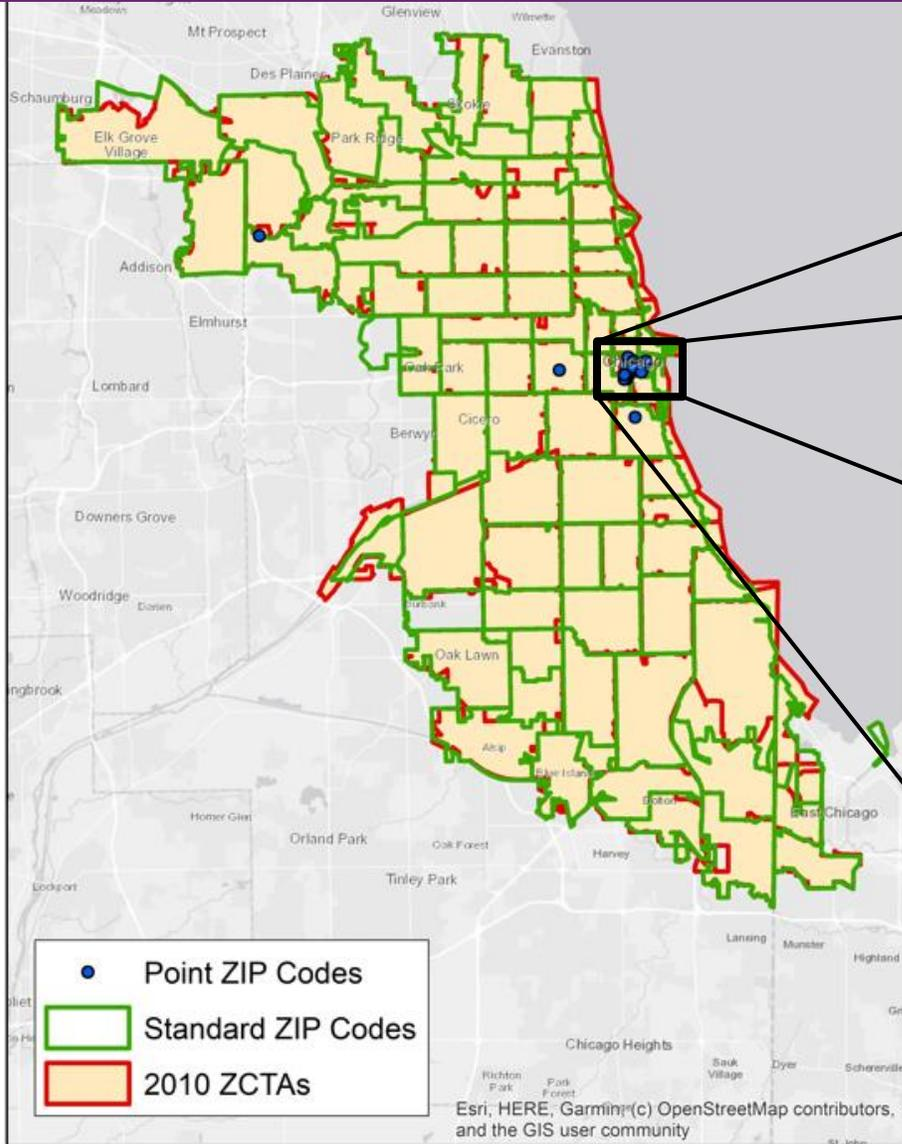 Glenview
Wilmette
Mt Prospect
Evanston
Des Plaines
Schaumburg
Skokie
Elk Grove
Village
Park Ridge
Addison
Elmhurst
Chicago
Oak Park
Lombard
Cicero
Berwyn
Downers Grove
Woodridge
Darien
Burbank
Oak Lawn
ngbrook
Alsip
Blue Island
Dolton
East Chicago
Homer Glen
Orland Park
Oak Forest
Harvey
Tinley Park
Lockport
Lansing
Munster
Highland
Point ZIP Codes
Standard ZIP Codes
2010 ZCTAs
Chicago Heights
Sauk
Village
Dyer
Schererville
Richton
Park
Park
Forest
Esri, HERE, Garmin, (c) OpenStreetMap contributors,
and the GIS user community